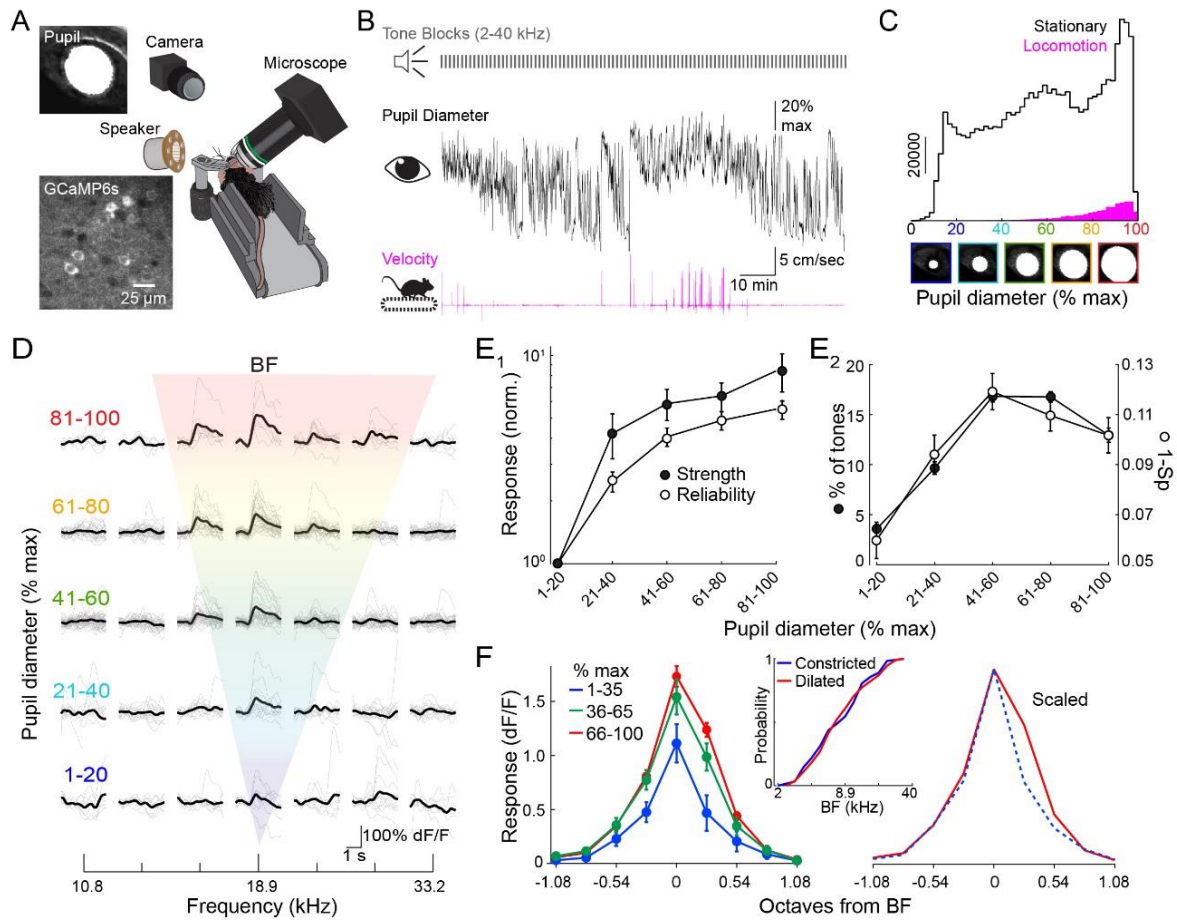 A
Pupil
Camera
Microscope
Speaker
GCaMP6s
25 µm
B
Tone Blocks (2-40 kHz)
Pupil Diameter
20%
max
Velocity
5 cm/sec
10 min
C
Stationary
Locomotion
20000
0 20 40 60 80 100
Pupil diameter (% max)
D
BF
81-100
61-80
41-60
21-40
1-20
Pupil diameter (% max)
100% dF/F
1 s
10.8 18.9 33.2
Frequency (kHz)
E1
Response (norm.)
10¹
10⁰
Strength
Reliability
1-20 21-40 41-60 61-80 81-100
E2
% of tones
20
15
10
5
0
0.13
0.11
0.09
0.07
0.05
1-Sp
1-20 21-40 41-60 61-80 81-100
Pupil diameter (% max)
F
Response (dF/F)
1.5
1.0
0.5
0
% max
1-35
36-65
66-100
-1.08 -0.54 0 0.54 1.08
Probability
1
0
Constricted
Dilated
2 8.9 40
BF (kHz)
Scaled
-1.08 -0.54 0 0.54 1.08
Octaves from BF